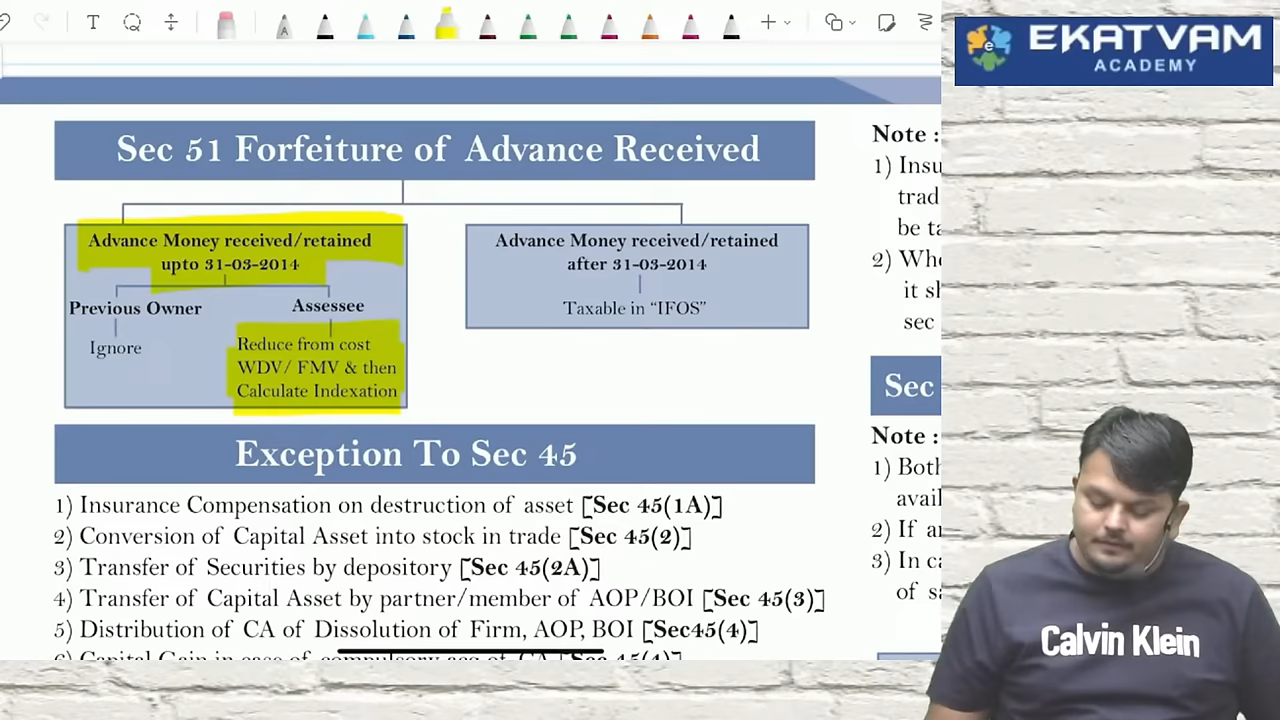 EKATVAM
ACADEMY
Sec 51 Forfeiture of Advance Received
Advance Money received/retained
upto 31-03-2014
Previous Owner
Ignore
Assessee
Reduce from cost
WDV/ FMV & then
Calculate Indexation
Advance Money received/retained
after 31-03-2014
Taxable in “IFOS”
Exception To Sec 45
1) Insurance Compensation on destruction of asset [Sec 45(1A)]
2) Conversion of Capital Asset into stock in trade [Sec 45(2)]
3) Transfer of Securities by depository [Sec 45(2A)]
4) Transfer of Capital Asset by partner/member of AOP/BOI [Sec 45(3)]
5) Distribution of CA of Dissolution of Firm, AOP, BOI [Sec45(4)]
Note :
1) Insu
trad
be ta
2) Whe
it sh
sec
Sec
Note :
1) Both
avail
2) If an
3) In ca
of sa
Calvin Klein